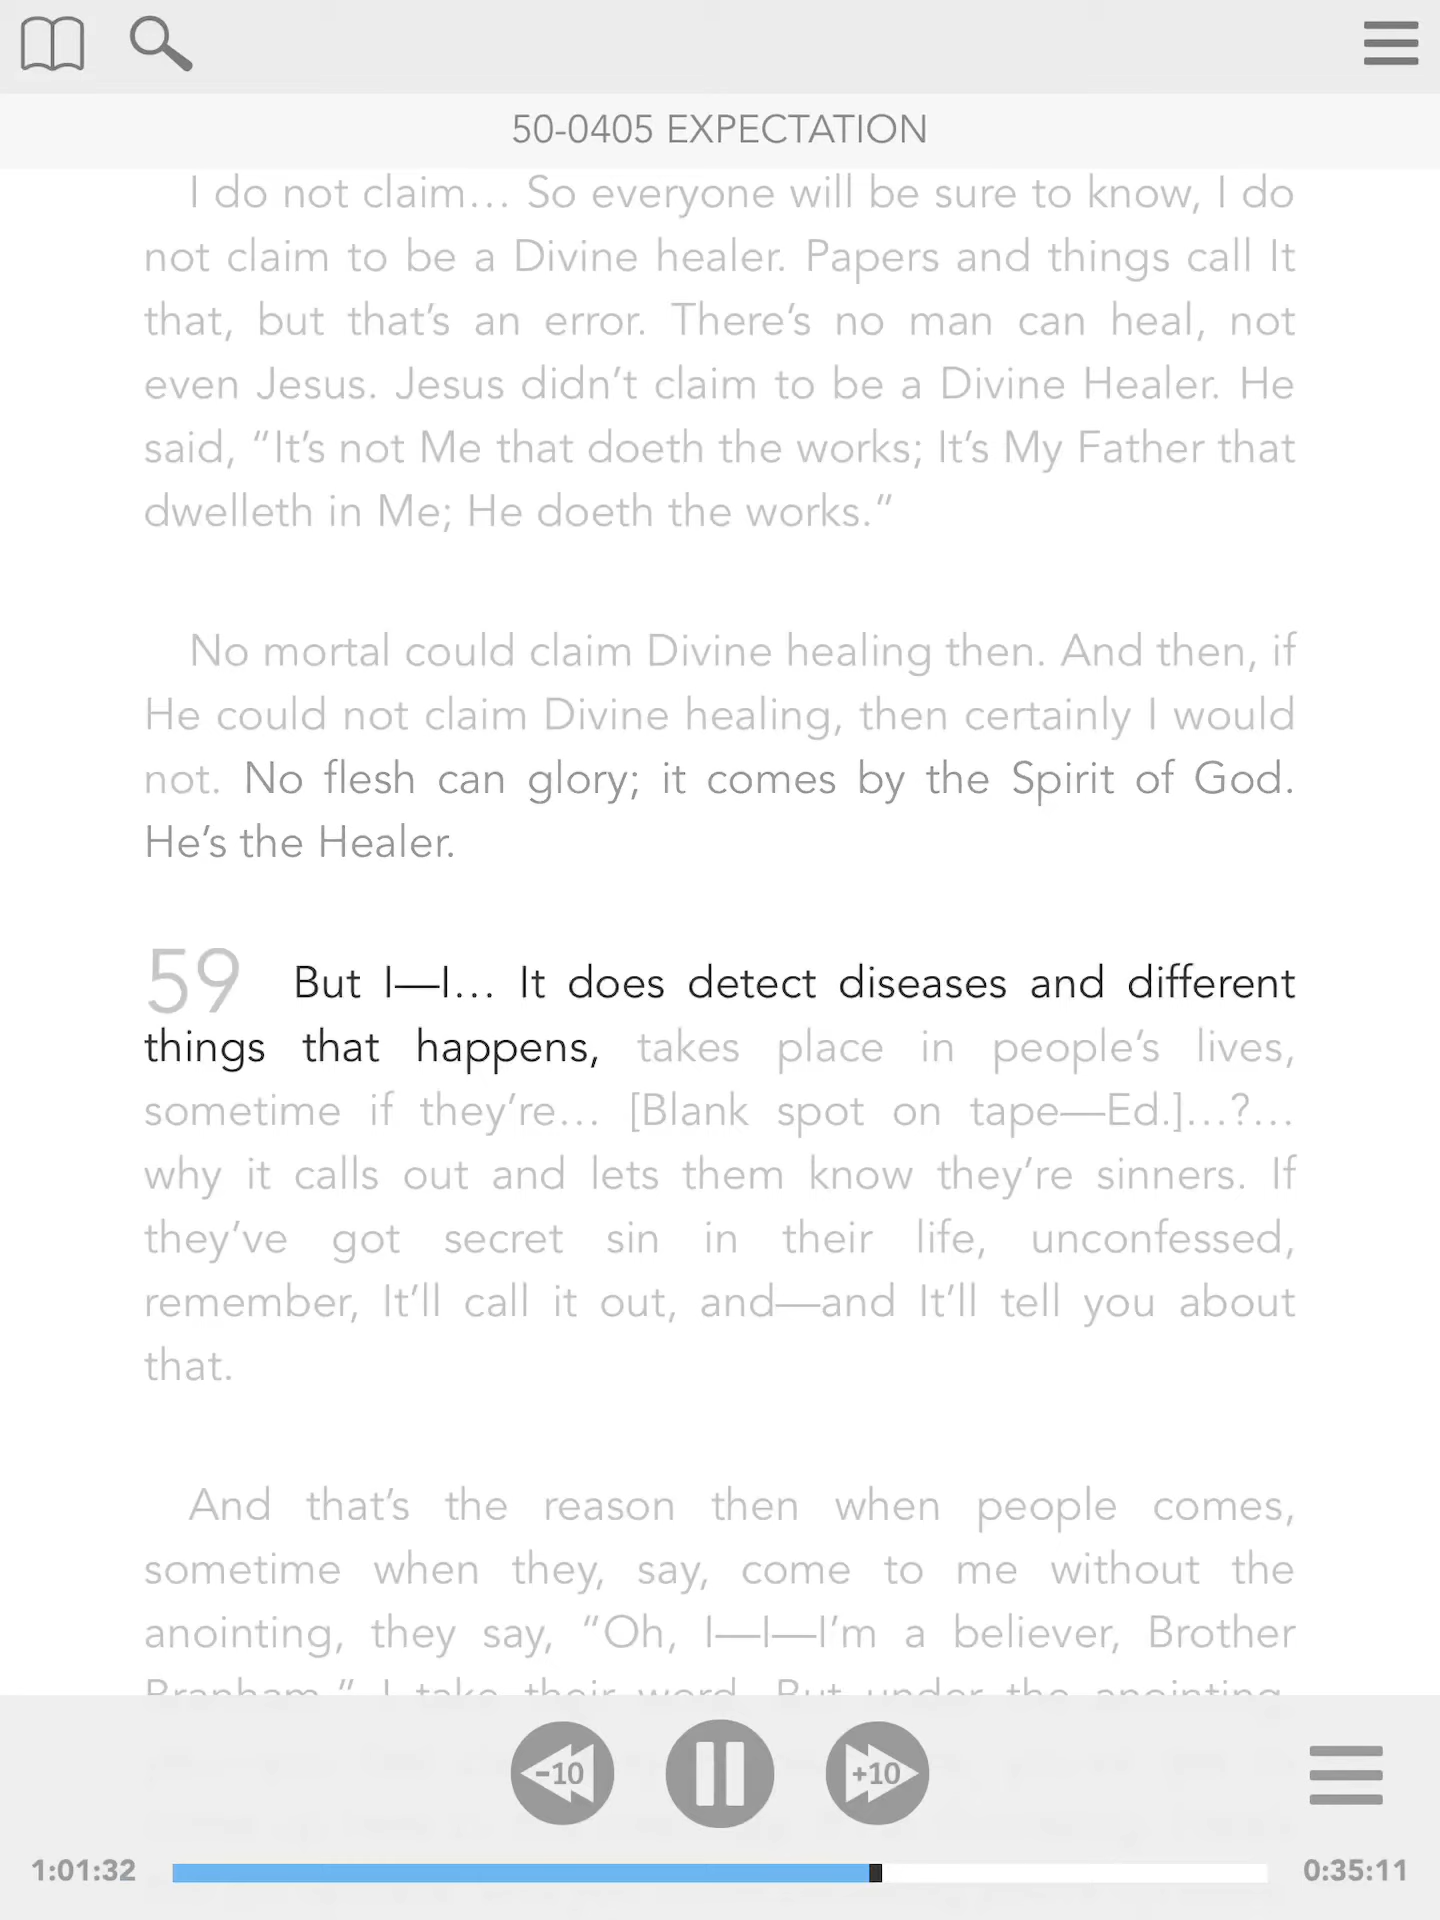 50-0405 EXPECTATION
I do not claim… So everyone will be sure to know, I do
not claim to be a Divine healer. Papers and things call It
that, but that’s an error. There’s no man can heal, not
even Jesus. Jesus didn’t claim to be a Divine Healer. He
said, “It’s not Me that doeth the works; It’s My Father that
dwelleth in Me; He doeth the works.”
No mortal could claim Divine healing then. And then, if
He could not claim Divine healing, then certainly I would
not. No flesh can glory; it comes by the Spirit of God.
He’s the Healer.
59 But I—I… It does detect diseases and different
things that happens, takes place in people’s lives,
sometime if they’re… [Blank spot on tape—Ed.]…?…
why it calls out and lets them know they’re sinners. If
they’ve got secret sin in their life, unconfessed,
remember, It’ll call it out, and—and It’ll tell you about
that.
And that’s the reason then when people comes,
sometime when they, say, come to me without the
anointing, they say, “Oh, I—I—I’m a believer, Brother
Branham.” I take their word. But under the anointing,
-10 +10
1:01:32 0:35:11